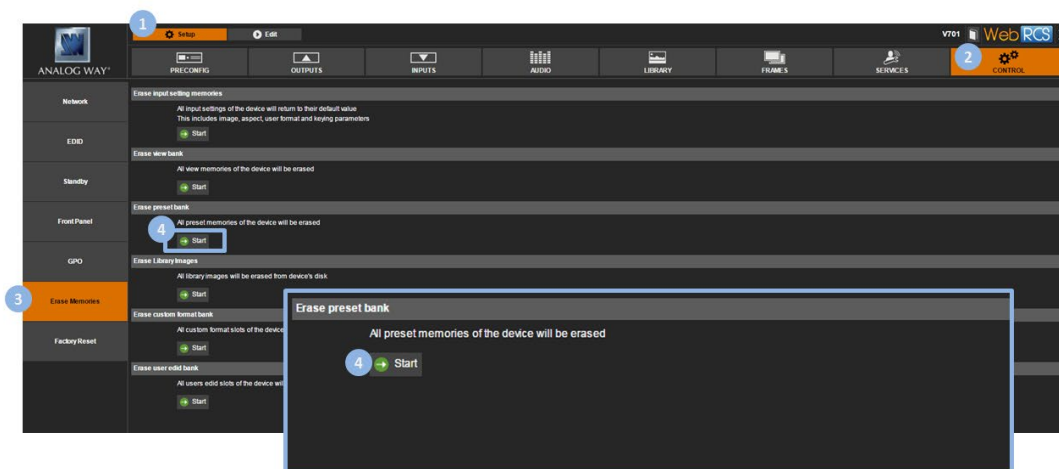 1
Setup
Edit
V701
Web RCS
ANALOG WAY®
PRECONFIG
OUTPUTS
INPUTS
AUDIO
LIBRARY
FRAMES
SERVICES
2
CONTROL
Network
EDID
Standby
Front Panel
GPO
3
Erase Memories
Factory Reset
Erase input setting memories
All input settings of the device will return to their default value
This includes image, aspect, user format and keying parameters
Start
Erase view bank
All view memories of the device will be erased
Start
Erase preset bank
All preset memories of the device will be erased
4
Start
Erase Library Images
All library images will be erased from device's disk
Start
Erase custom format bank
All custom format slots of the device
Start
Erase user edid bank
All users edid slots of the device will
Start
Erase preset bank
All preset memories of the device will be erased
4
Start